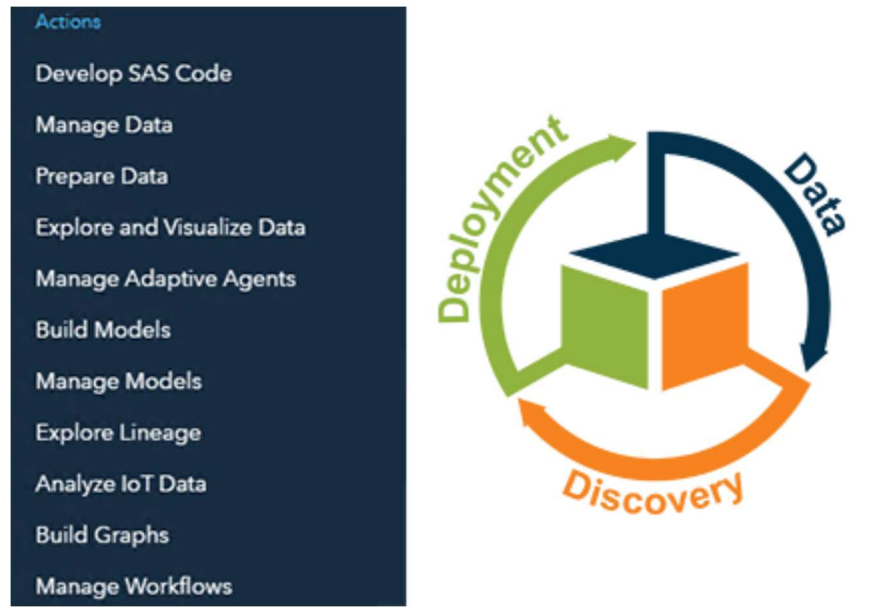 Actions
Develop SAS Code
Manage Data
Prepare Data
Explore and Visualize Data
Manage Adaptive Agents
Build Models
Manage Models
Explore Lineage
Analyze IoT Data
Build Graphs
Manage Workflows
Deployment
Data
Discovery